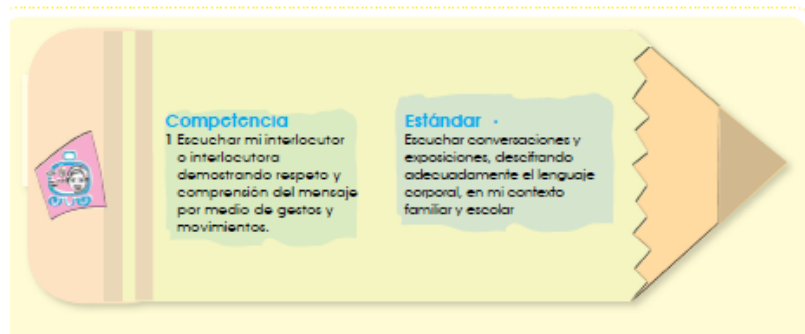 Competencia
1 Escuchar mi interlocutor
o interlocutora
demostrando respeto y
comprensión del mensaje
por medio de gestos y
movimientos.
Estándar ·
Escuchar conversaciones y
exposiciones, descifrando
adecuadamente el lenguaje
corporal, en mi contexto
familiar y escolar